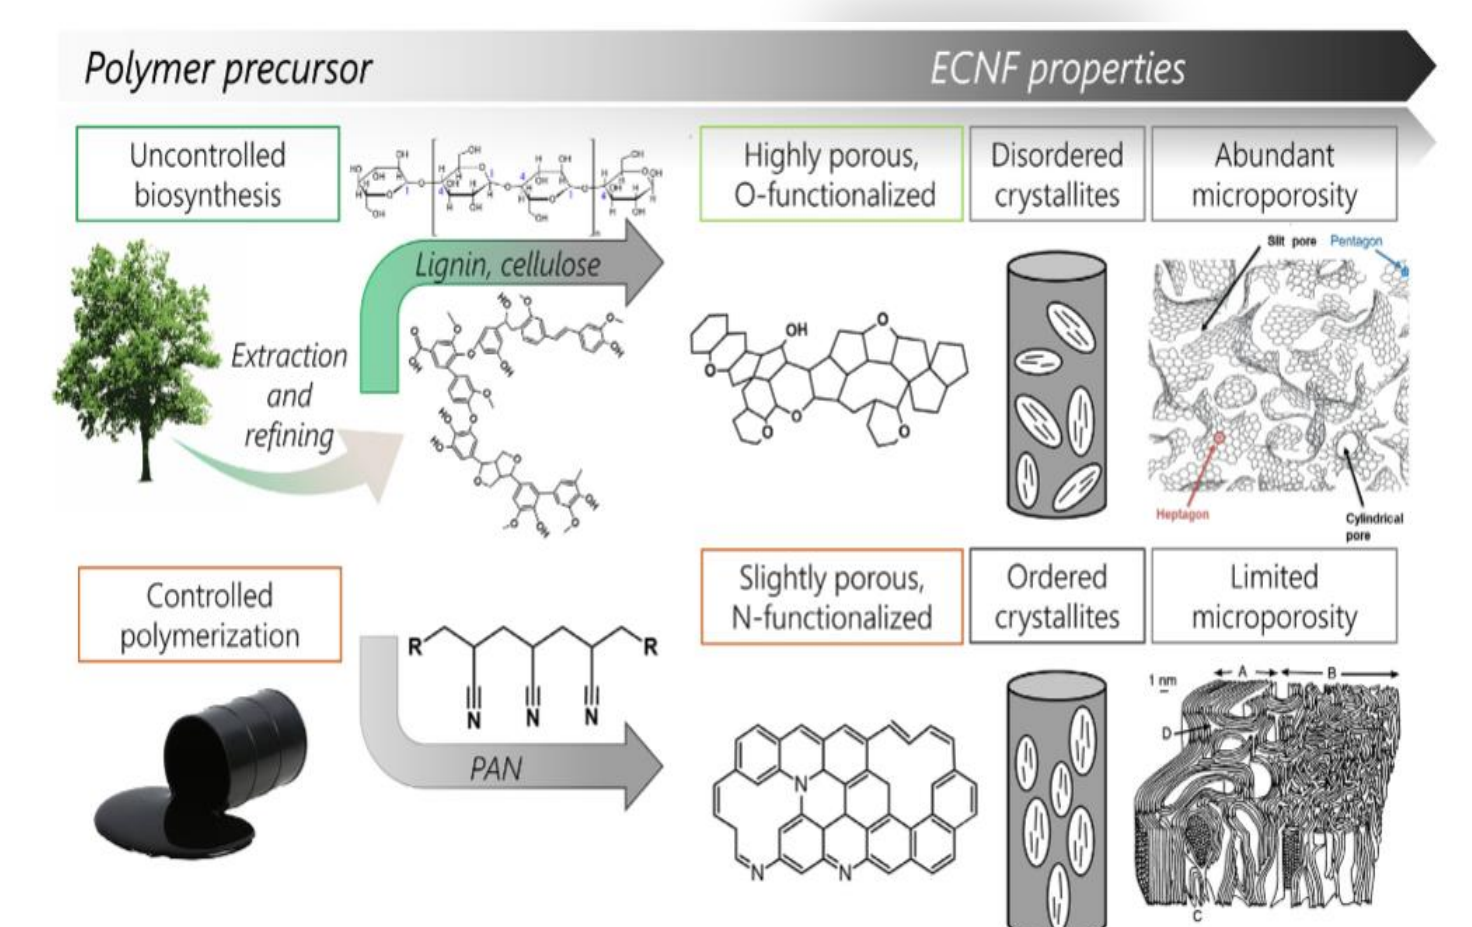 Polymer precursor
ECNF properties
Uncontrolled
biosynthesis
Highly porous,
O-functionalized
Disordered
crystallites
Abundant
microporosity
Lignin, cellulose
Extraction
and
refining
OH
O
O
O
O
O
Slit pore
Pentagon
Heptagon
Cylindrical
pore
Controlled
polymerization
Slightly porous,
N-functionalized
Ordered
crystallites
Limited
microporosity
R
R
N
N
N
PAN
N
N
N
1 nm
A
B
D
C